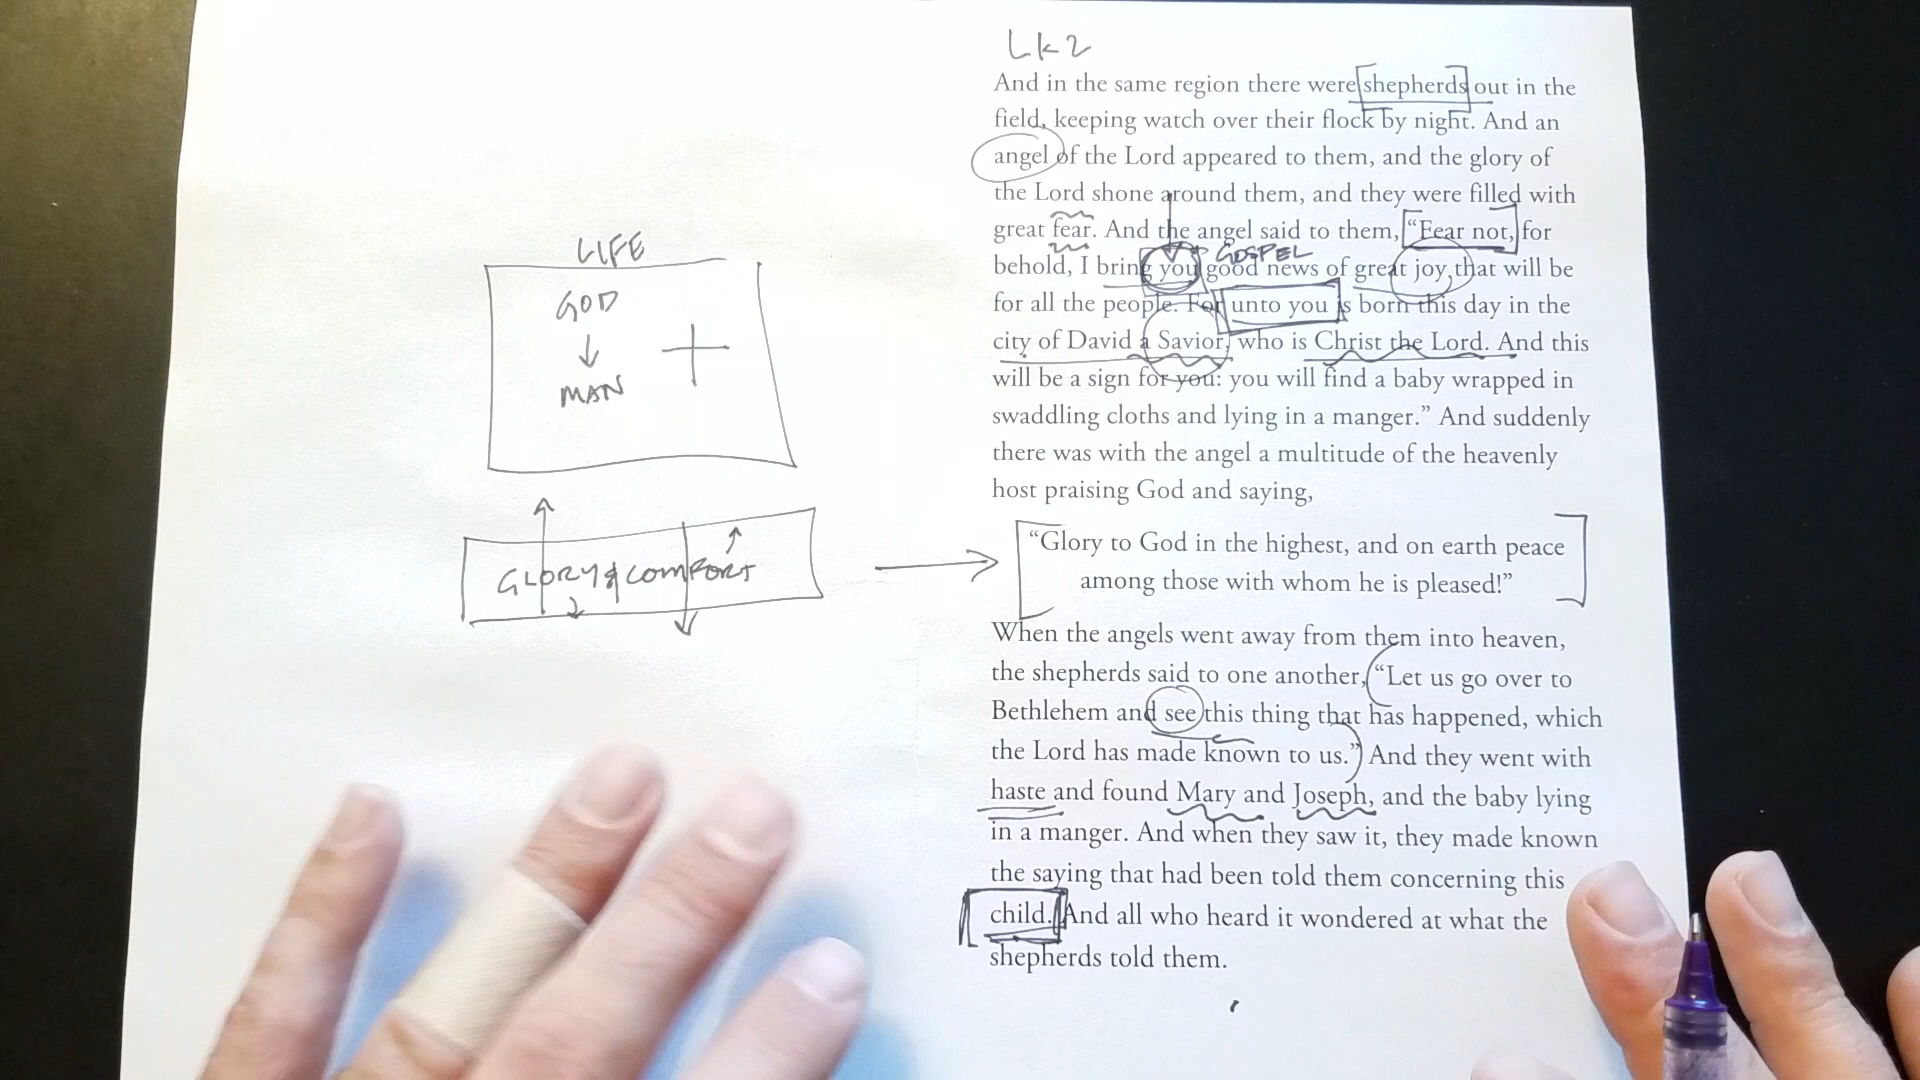 LIFE
GOD
MAN
GLORY & COMFORT
Lk 2
And in the same region there were shepherds out in the
field, keeping watch over their flock by night. And an
angel of the Lord appeared to them, and the glory of
the Lord shone around them, and they were filled with
great fear. And the angel said to them, “Fear not, for
GOSPEL
behold, I bring you good news of great joy that will be
for all the people. For unto you is born this day in the
city of David a Savior, who is Christ the Lord. And this
will be a sign for you: you will find a baby wrapped in
swaddling cloths and lying in a manger.” And suddenly
there was with the angel a multitude of the heavenly
host praising God and saying,
“Glory to God in the highest, and on earth peace
among those with whom he is pleased!”
When the angels went away from them into heaven,
the shepherds said to one another, “Let us go over to
Bethlehem and see this thing that has happened, which
the Lord has made known to us.” And they went with
haste and found Mary and Joseph, and the baby lying
in a manger. And when they saw it, they made known
the saying that had been told them concerning this
child. And all who heard it wondered at what the
shepherds told them.